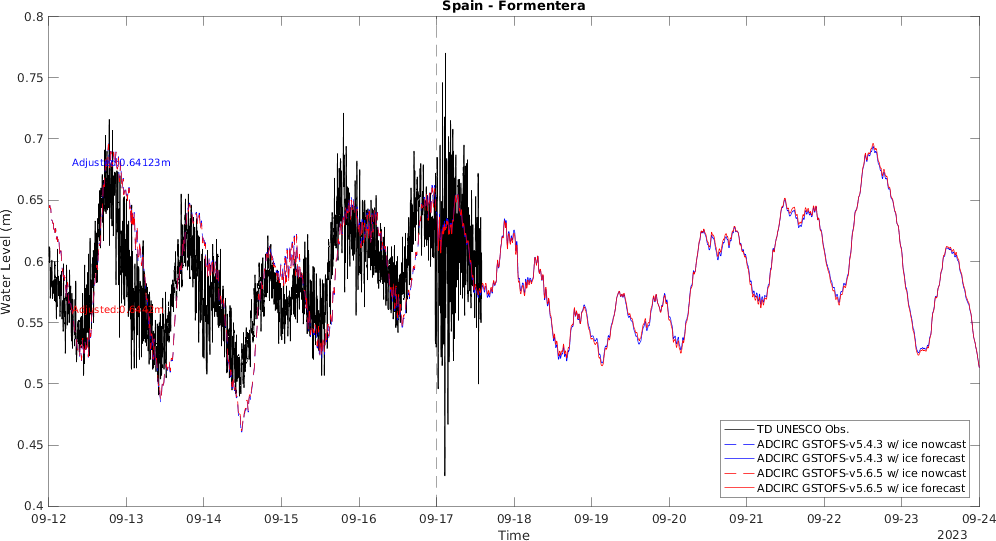 Spain - Formentera
0.8
0.75
0.7
0.65
0.6
0.55
0.5
0.45
0.4
Water Level (m)
Adjusted:0.64123m
09-12
09-13
09-14
09-15
09-16
09-17
09-18
09-19
09-20
09-21
09-22
09-23
09-24
Time
2023
TD UNESCO Obs.
ADCIRC GSTOFS-v5.4.3 w/ ice nowcast
ADCIRC GSTOFS-v5.4.3 w/ ice forecast
ADCIRC GSTOFS-v5.6.5 w/ ice nowcast
ADCIRC GSTOFS-v5.6.5 w/ ice forecast